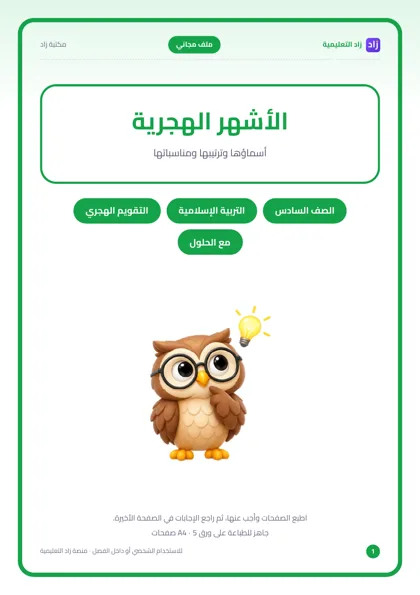 زاد زاد التعليمية
ملف مجاني
مكتبة زاد
الأشهر الهجرية
أسماؤها وترتيبها ومناسباتها
الصف السادس
التربية الإسلامية
التقويم الهجري
مع الحلول
اطبع الصفحات وأجب عنها، ثم راجع الإجابات في الصفحة الأخيرة.
جاهز للطباعة على ورق A4 · 5 صفحات
1
للاستخدام الشخصي أو داخل الفصل · منصة زاد التعليمية